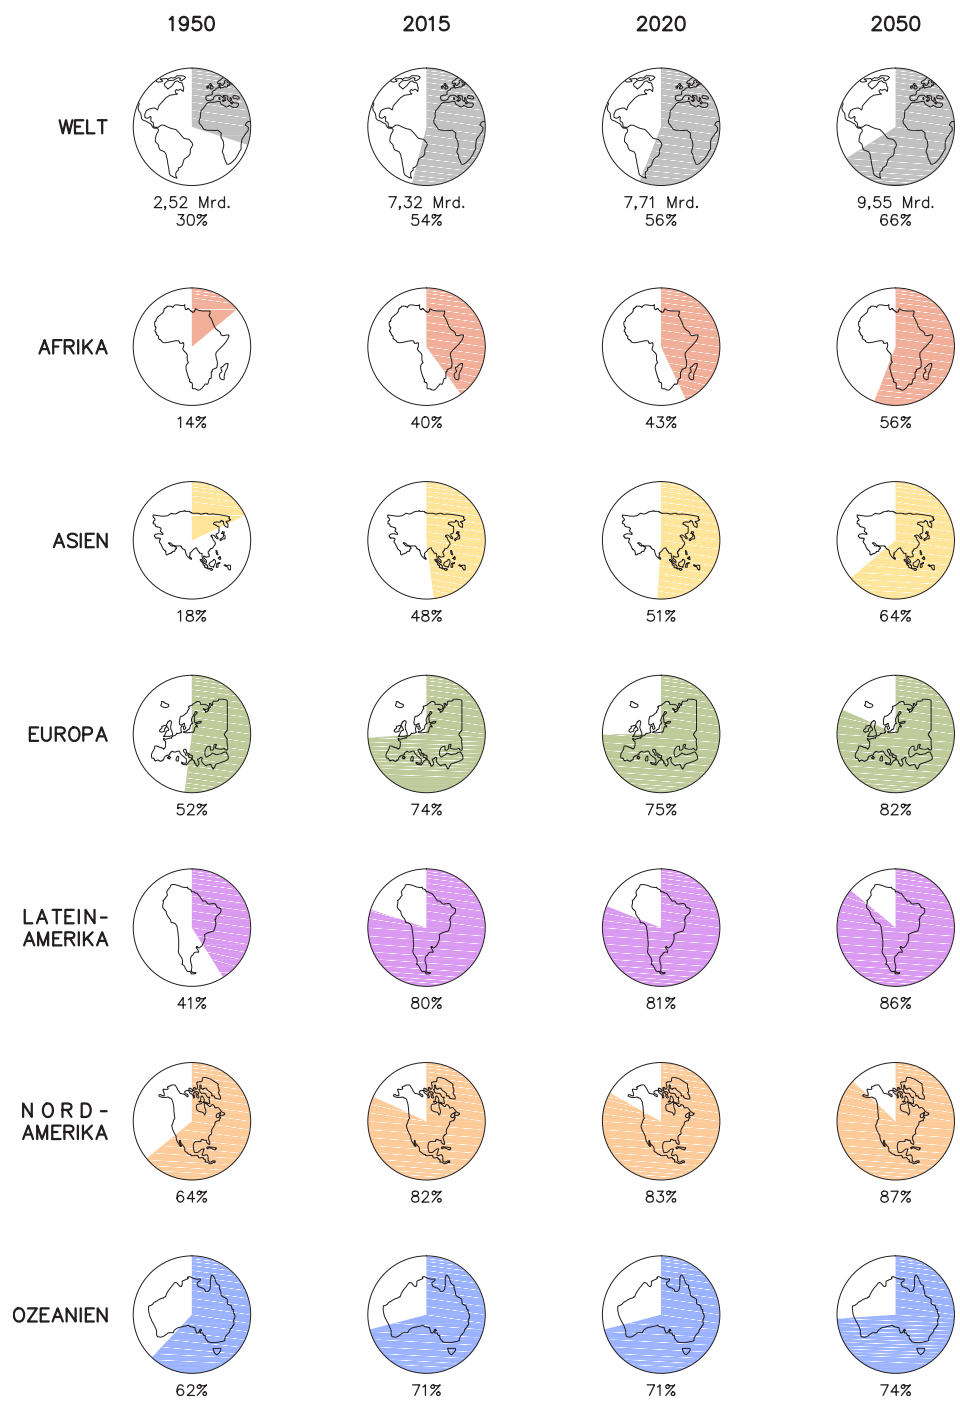 1950 2015 2020 2050
WELT
2,52 Mrd. 7,32 Mrd. 7,71 Mrd. 9,55 Mrd.
30% 54% 56% 66%
AFRIKA
14% 40% 43% 56%
ASIEN
18% 48% 51% 64%
EUROPA
52% 74% 75% 82%
LATEIN-
AMERIKA
41% 80% 81% 86%
NORD-
AMERIKA
64% 82% 83% 87%
OZEANIEN
62% 71% 71% 74%